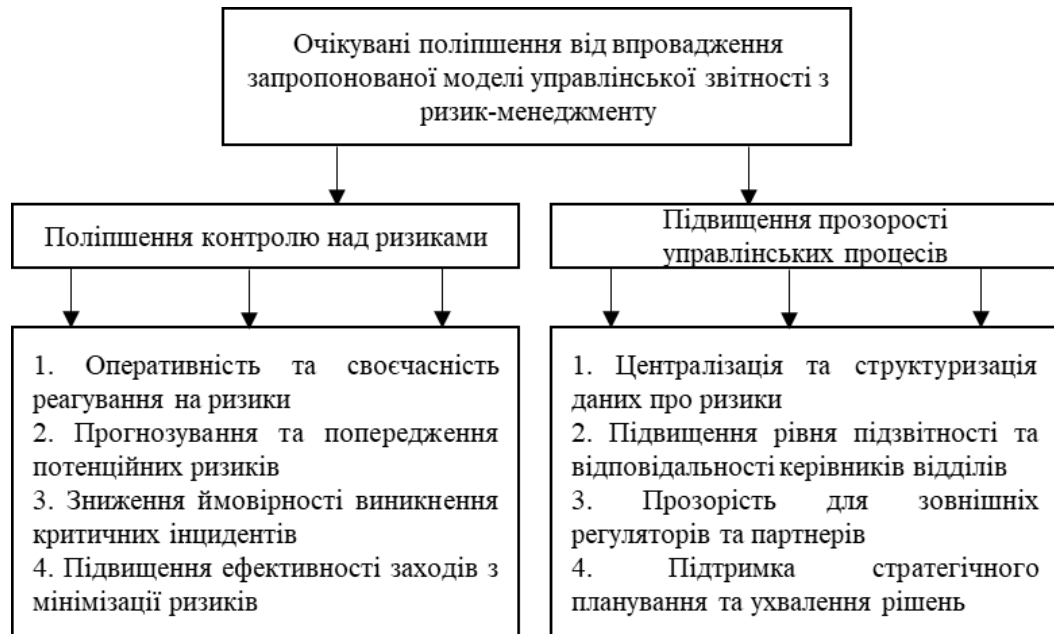 Очікувані поліпшення від впровадження
запропонованої моделі управлінської звітності з
ризик-менеджменту
Поліпшення контролю над ризиками
Підвищення прозорості
управлінських процесів
1. Оперативність та своєчасність
реагування на ризики
2. Прогнозування та попередження
потенційних ризиків
3. Зниження ймовірності виникнення
критичних інцидентів
4. Підвищення ефективності заходів з
мінімізації ризиків
1. Централізація та структуризація
даних про ризики
2. Підвищення рівня підзвітності та
відповідальності керівників відділів
3. Прозорість для зовнішніх
регуляторів та партнерів
4. Підтримка стратегічного
планування та ухвалення рішень